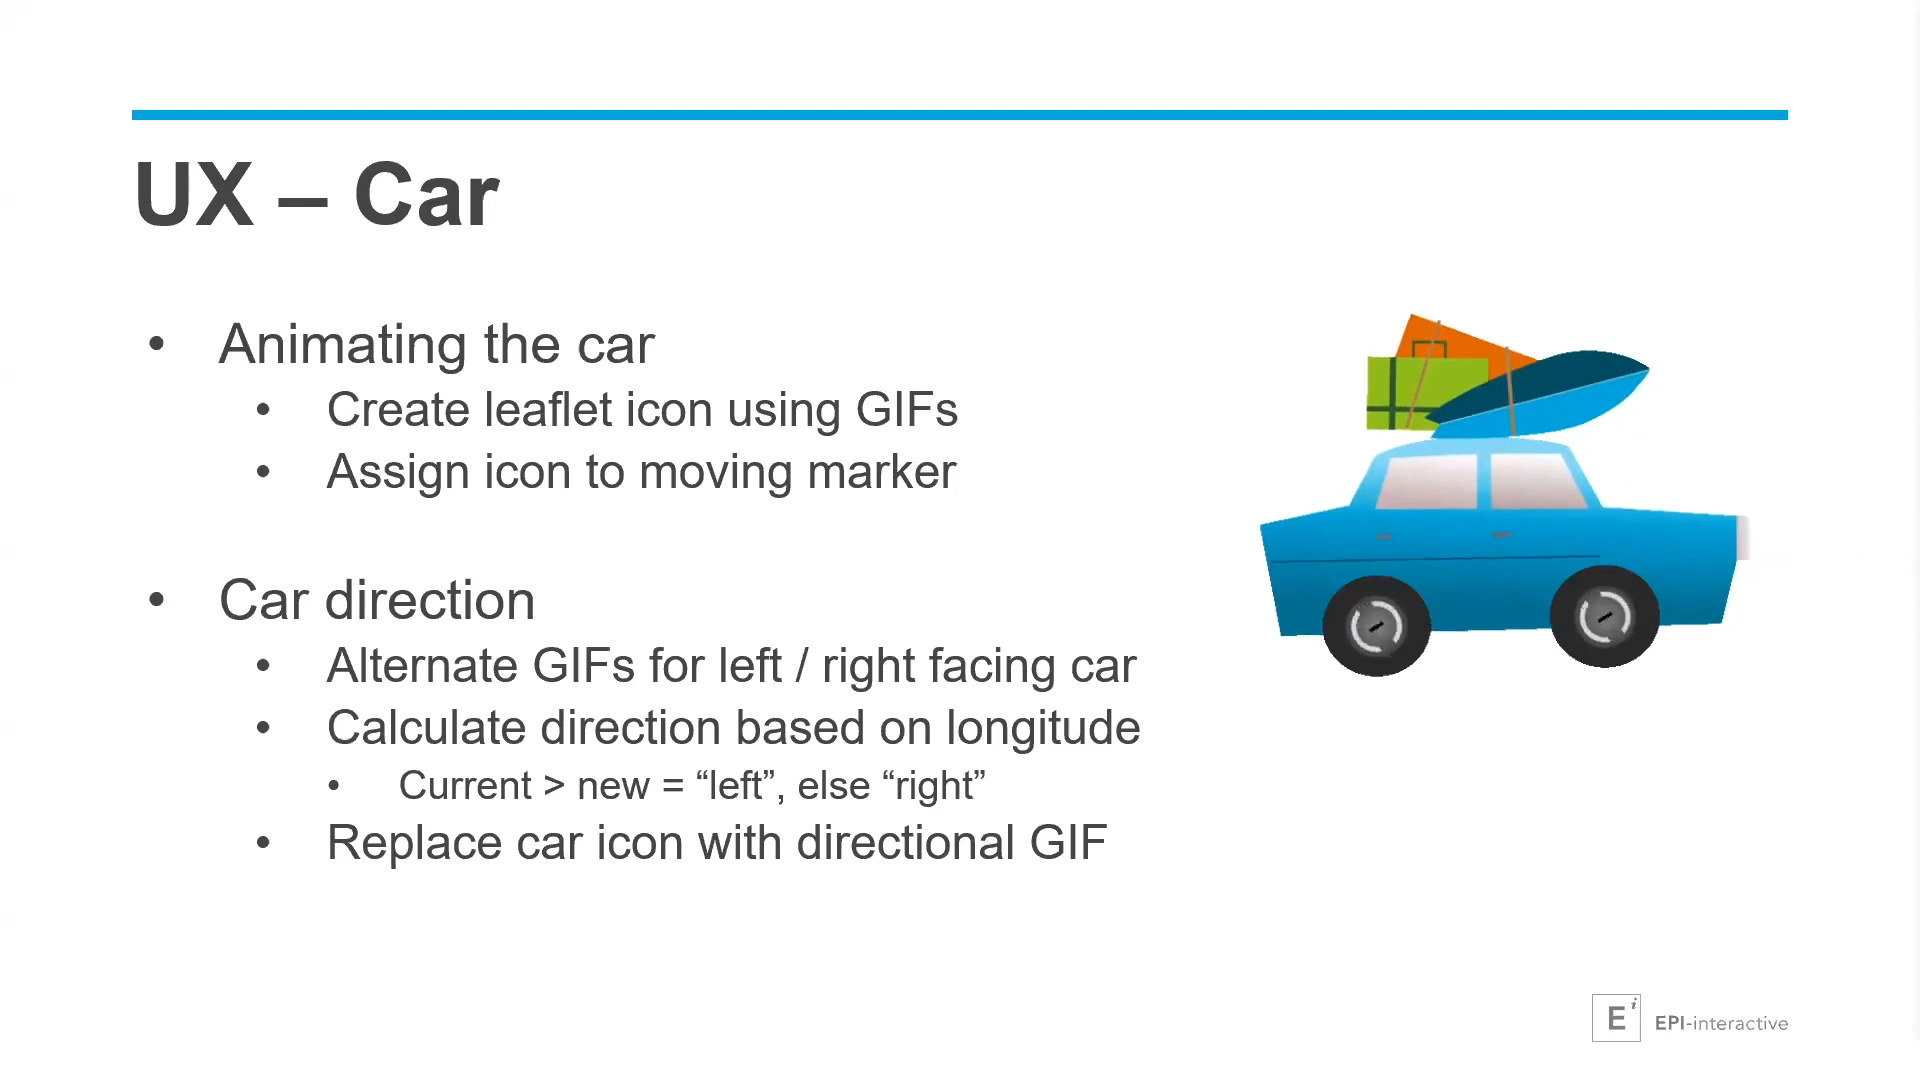 UX – Car
• Animating the car
• Create leaflet icon using GIFs
• Assign icon to moving marker
• Car direction
• Alternate GIFs for left / right facing car
• Calculate direction based on longitude
• Current > new = “left”, else “right”
• Replace car icon with directional GIF
Ei EPI-interactive